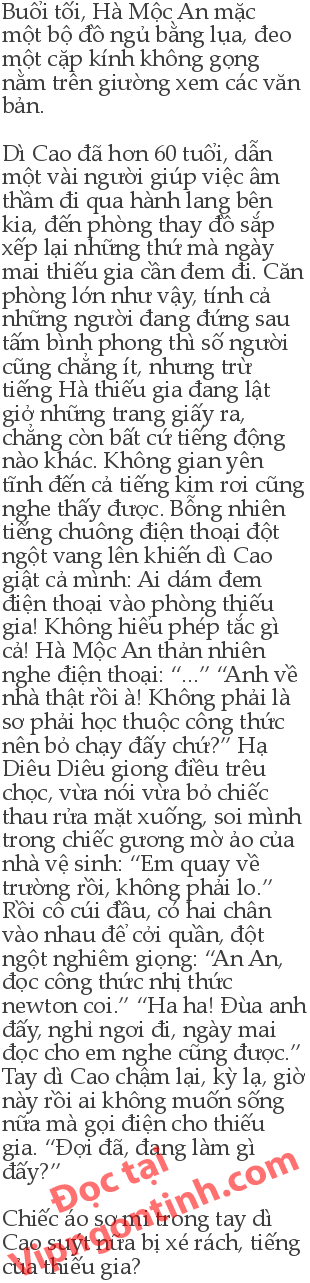 Buổi tối, Hà Mộc An mặc
một bộ đồ ngủ bằng lụa, đeo
một cặp kính không gọng
nằm trên giường xem các văn
bản.

Dì Cao đã hơn 60 tuổi, dẫn
một vài người giúp việc âm
thầm đi qua hành lang bên
kia, đến phòng thay đồ sắp
xếp lại những thứ mà ngày
mai thiếu gia cần đem đi. Căn
phòng lớn như vậy, tính cả
những người đang đứng sau
tấm bình phong thì số người
cũng chẳng ít, nhưng trừ
tiếng Hà thiếu gia đang lật
giở những trang giấy ra,
chẳng còn bất cứ tiếng động
nào khác. Không gian yên
tĩnh đến cả tiếng kim rơi cũng
nghe thấy được. Bỗng nhiên
tiếng chuông điện thoại đột
ngột vang lên khiến dì Cao
giật cả mình: Ai dám đem
điện thoại vào phòng thiếu
gia! Không hiểu phép tắc gì
cả! Hà Mộc An thản nhiên
nghe điện thoại: “...” “Anh về
nhà thật rồi à! Không phải là
sợ phải học thuộc công thức
nên bỏ chạy đấy chứ?” Hạ
Diêu Diêu giọng điều trêu
chọc, vừa nói vừa bỏ chiếc
thau rửa mặt xuống, soi mình
trong chiếc gương mờ ảo của
nhà vệ sinh: “Em quay về
trường rồi, không phải lo.”
Rồi cô cúi đầu, cọ hai chân
vào nhau để cởi quần, đột
ngột nghiêm giọng: “An An,
đọc công thức nhị thức
newton coi.” “Ha ha! Đùa anh
đấy, nghỉ ngơi đi, ngày mai
đọc cho em nghe cũng được.”
Tay dì Cao chậm lại, kỳ lạ, giờ
này rồi ai không muốn sống
nữa mà gọi điện cho thiếu
gia. “Đợi đã, đang làm gì
đấy?”

Chiếc áo sơ mi trong tay dì
Cao suýt nữa bị xé rách, tiếng
của thiếu gia?
Đọc tại
Vipngontinh.com